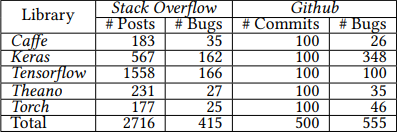 Library Stack Overflow Github
# Posts # Bugs # Commits # Bugs
Caffe 183 35 100 26
Keras 567 162 100 348
Tensorflow 1558 166 100 100
Theano 231 27 100 35
Torch 177 25 100 46
Total 2716 415 500 555